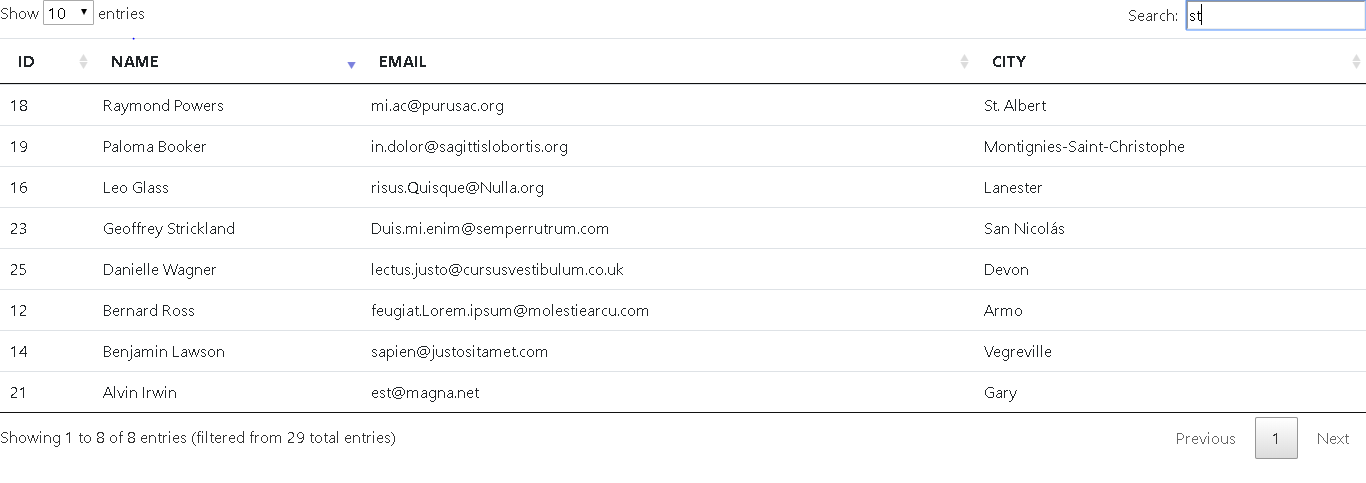 Show 10 entries Search: st
ID NAME EMAIL CITY
18 Raymond Powers mi.ac@purusac.org St. Albert
19 Paloma Booker in.dolor@sagittislobortis.org Montignies-Saint-Christophe
16 Leo Glass risus.Quisque@Nulla.org Lanester
23 Geoffrey Strickland Duis.mi.enim@semperrutrum.com San Nicolás
25 Danielle Wagner lectus.justo@cursusvestibulum.co.uk Devon
12 Bernard Ross feugiat.Lorem.ipsum@molestiearcu.com Armo
14 Benjamin Lawson sapien@justositamet.com Vegreville
21 Alvin Irwin est@magna.net Gary
Showing 1 to 8 of 8 entries (filtered from 29 total entries) Previous 1 Next